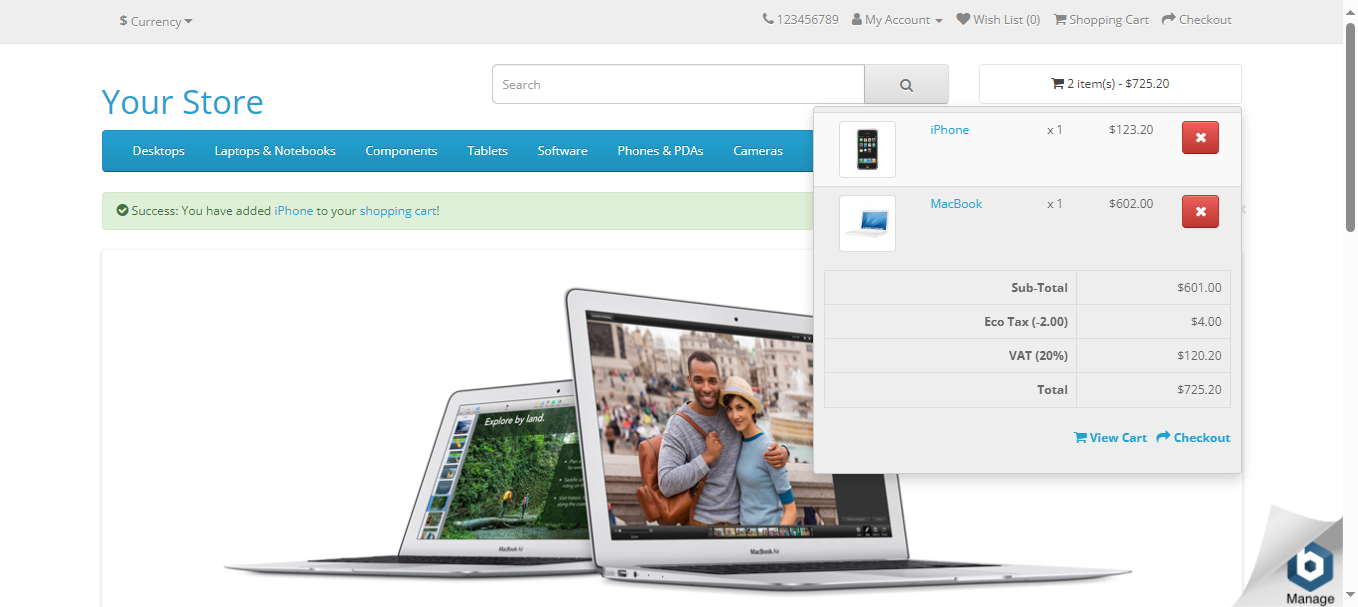 $ Currency
123456789 My Account Wish List (0) Shopping Cart Checkout
Your Store
Search
2 item(s) - $725.20
Desktops Laptops & Notebooks Components Tablets Software Phones & PDAs Cameras
iPhone x 1 $123.20
MacBook x 1 $602.00
Success: You have added iPhone to your shopping cart!
Sub-Total $601.00
Eco Tax (-2.00) $4.00
VAT (20%) $120.20
Total $725.20
View Cart Checkout
Explore by land.
MacBook Air
MacBook Air
Manage